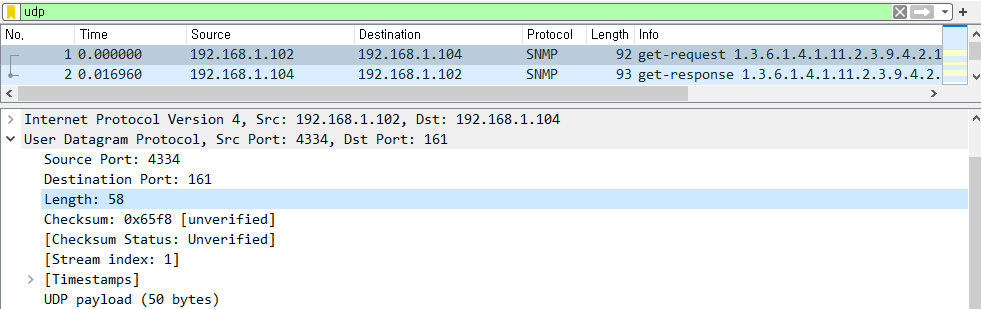 udp
No. Time Source Destination Protocol Length Info
1 0.000000 192.168.1.102 192.168.1.104 SNMP 92 get-request 1.3.6.1.4.1.11.2.3.9.4.2.1
2 0.016960 192.168.1.104 192.168.1.102 SNMP 93 get-response 1.3.6.1.4.1.11.2.3.9.4.2.
Internet Protocol Version 4, Src: 192.168.1.102, Dst: 192.168.1.104
User Datagram Protocol, Src Port: 4334, Dst Port: 161
Source Port: 4334
Destination Port: 161
Length: 58
Checksum: 0x65f8 [unverified]
[Checksum Status: Unverified]
[Stream index: 1]
[Timestamps]
UDP payload (50 bytes)